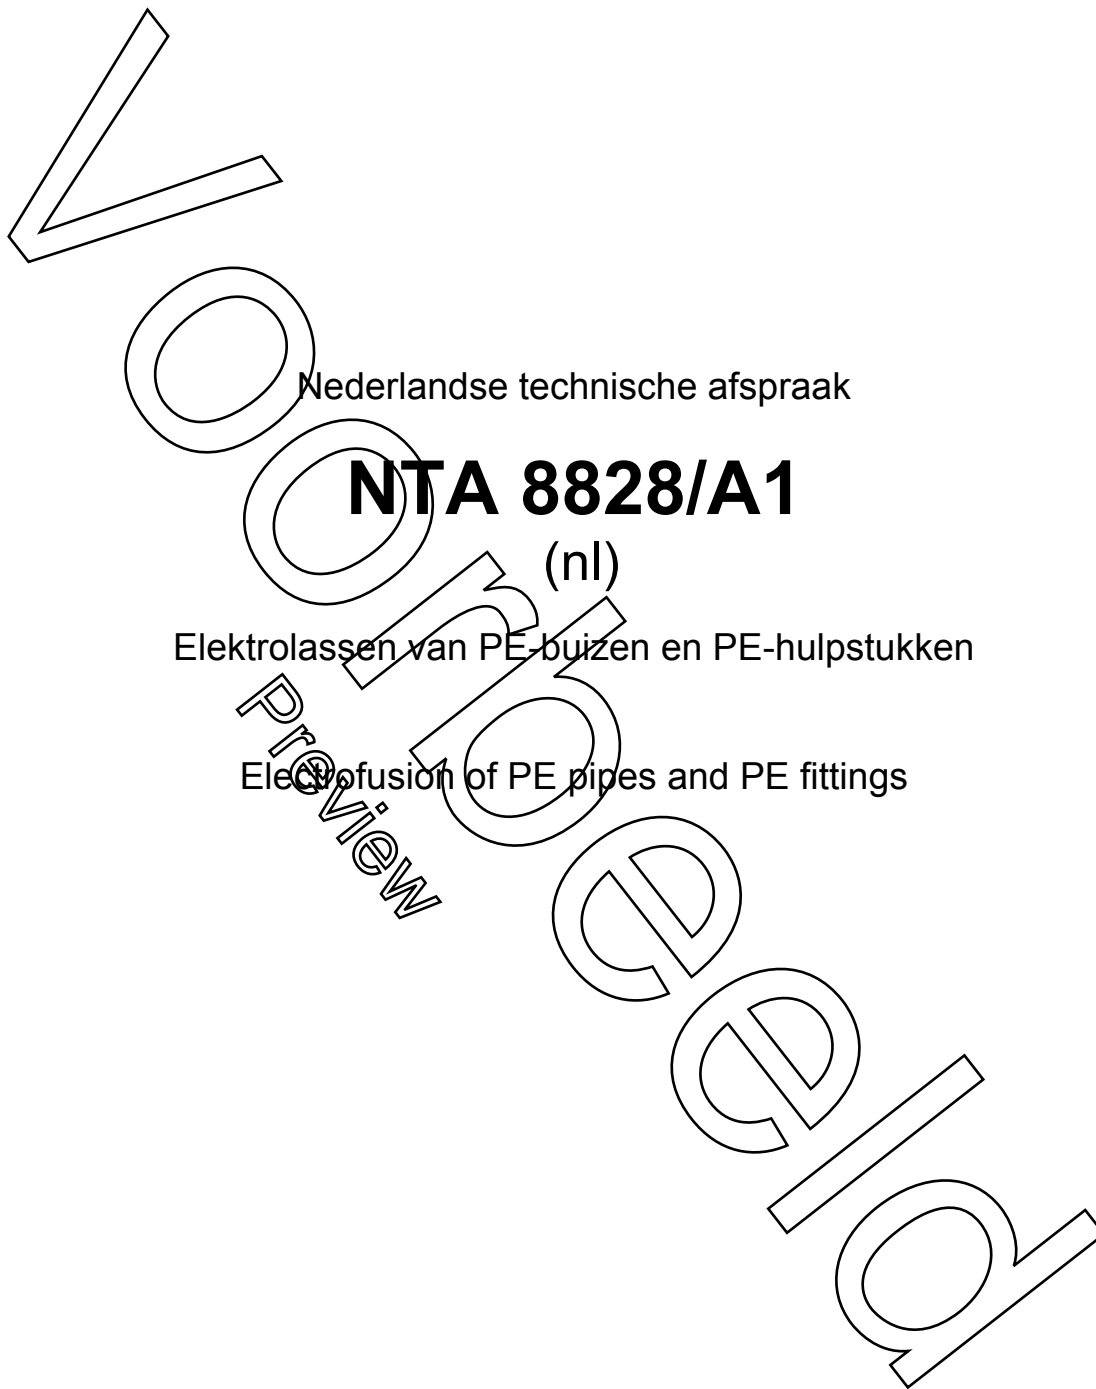 Voorbeeld
Nederlandse technische afspraak
NTA 8828/A1
(nl)
Elektrolassen van PE-buizen en PE-hulpstukken
Preview
Electrofusion of PE pipes and PE fittings